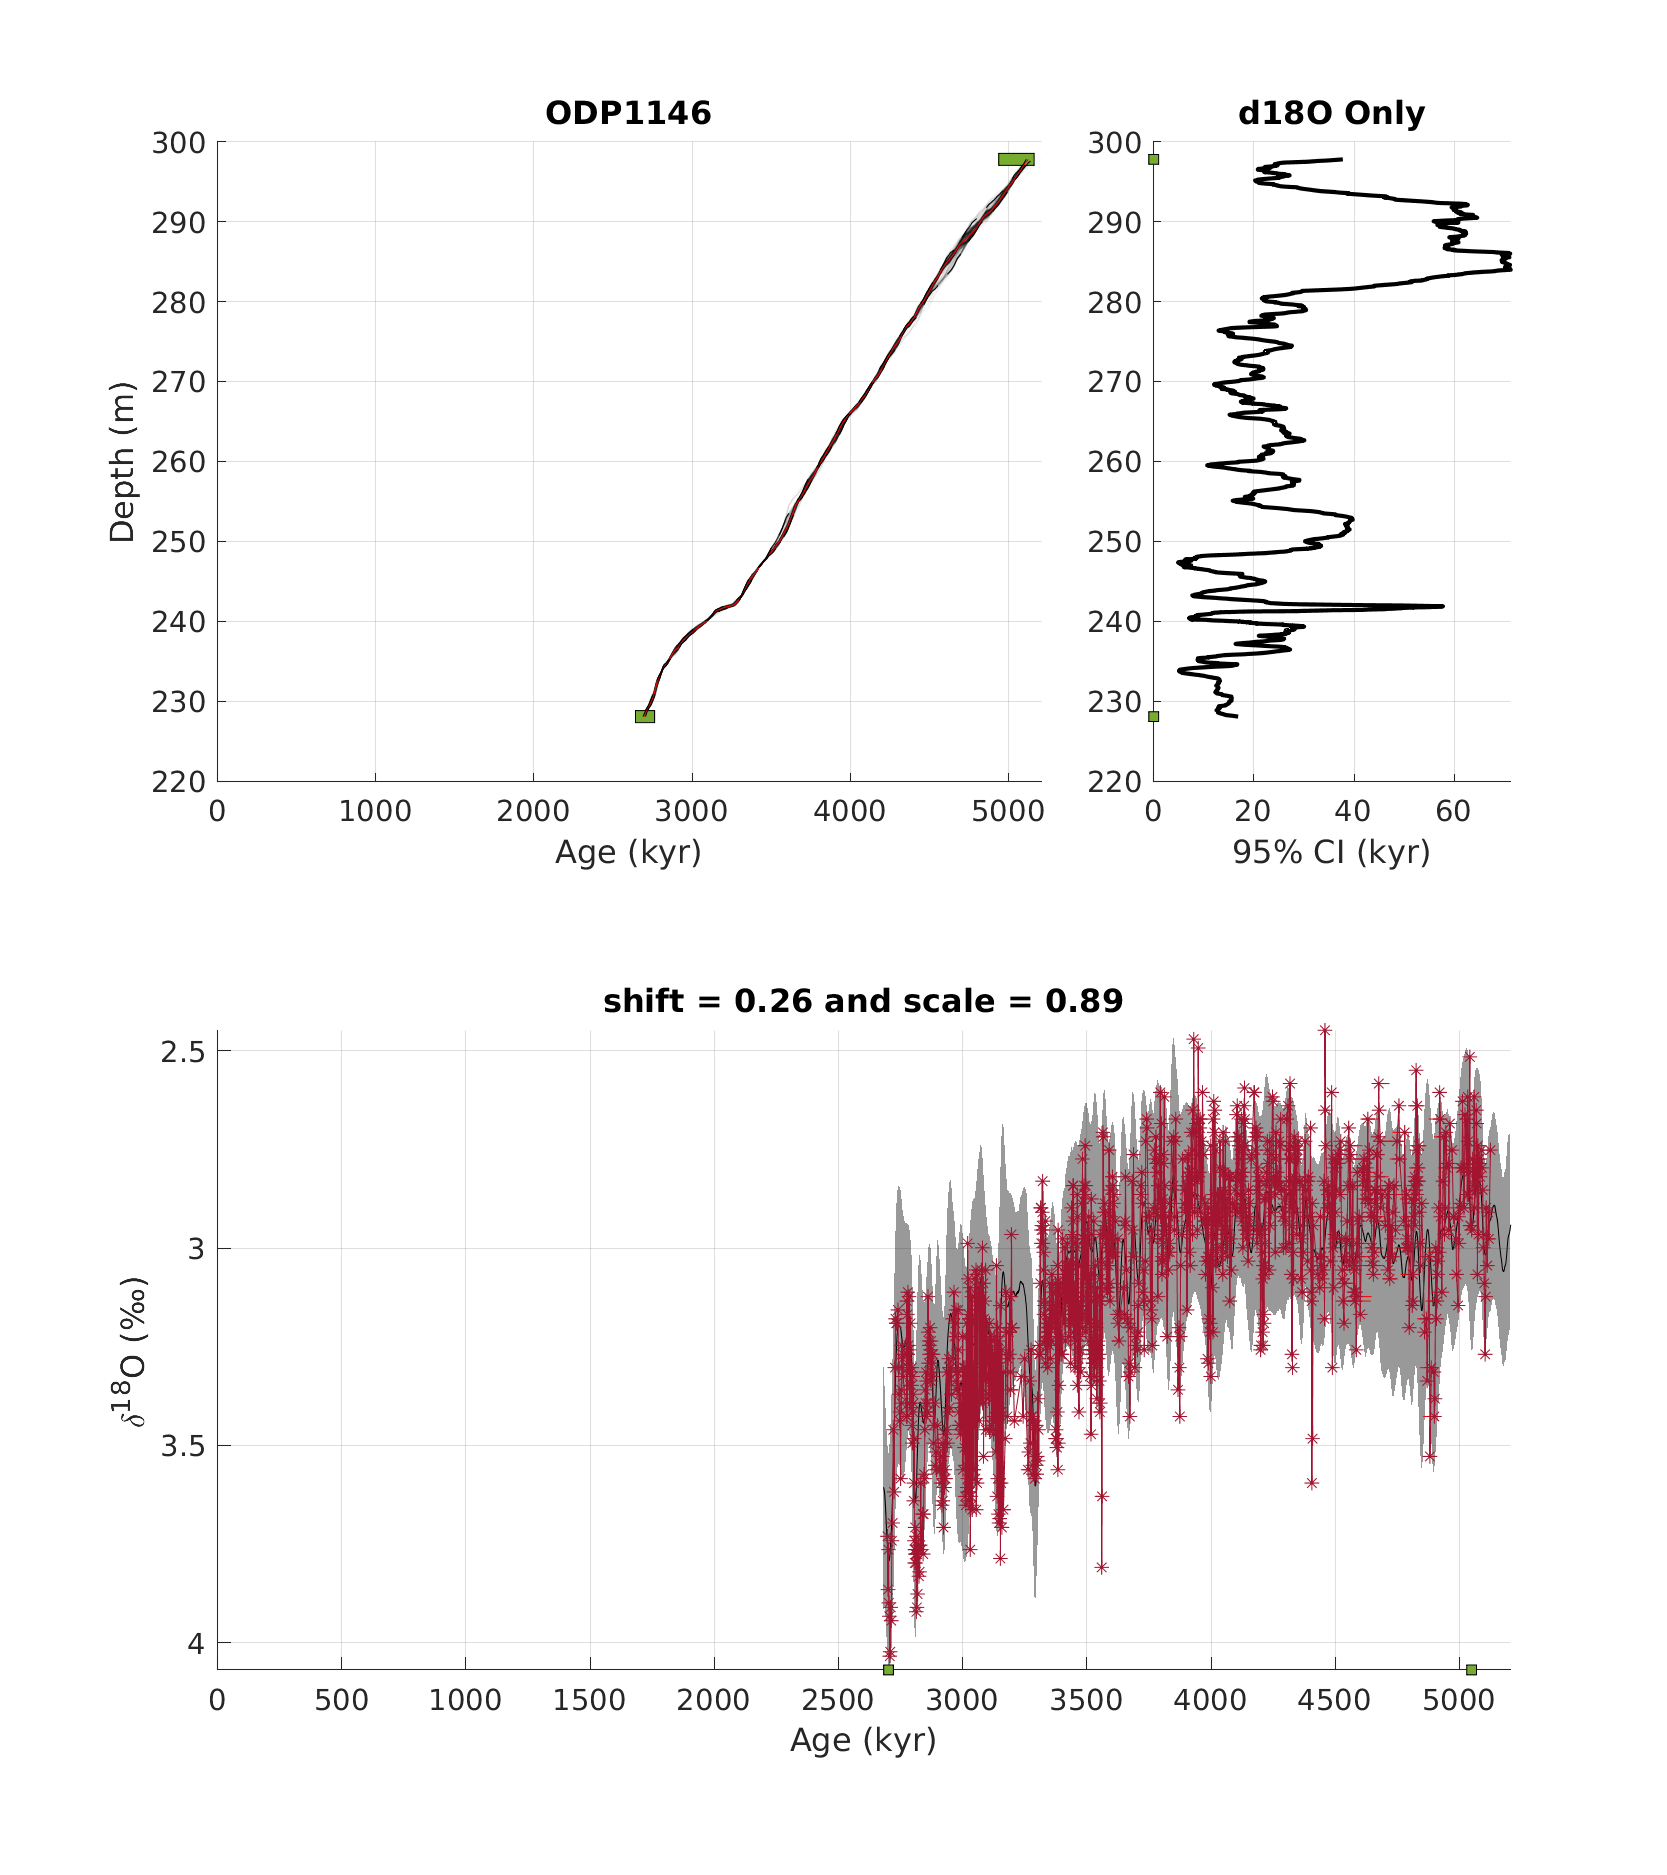 ODP1146
d18O Only
300
290
280
270
260
250
240
230
220
Depth (m)
0 1000 2000 3000 4000 5000
Age (kyr)
300
290
280
270
260
250
240
230
220
0 20 40 60
95% CI (kyr)
shift = 0.26 and scale = 0.89
2.5
3
3.5
4
δ18O (‰)
0 500 1000 1500 2000 2500 3000 3500 4000 4500 5000
Age (kyr)